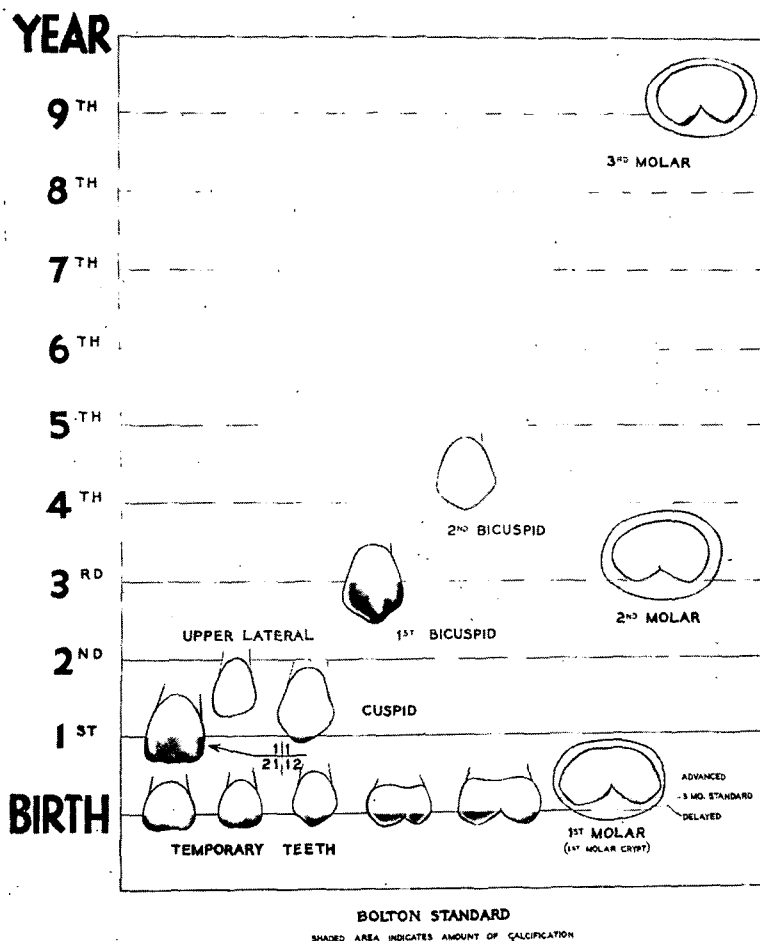 YEAR
9TH
3RD MOLAR
8TH
7TH
6TH
5TH
4TH
2ND BICUSPID
3RD
2ND MOLAR
UPPER LATERAL
1ST BICUSPID
2ND
CUSPID
1ST
1|1
21|12
ADVANCED
- 3 MO. STANDARD
DELAYED
BIRTH
1ST MOLAR
(1ST MOLAR CRYPT)
TEMPORARY TEETH
BOLTON STANDARD
SHADED AREA INDICATES AMOUNT OF CALCIFICATION